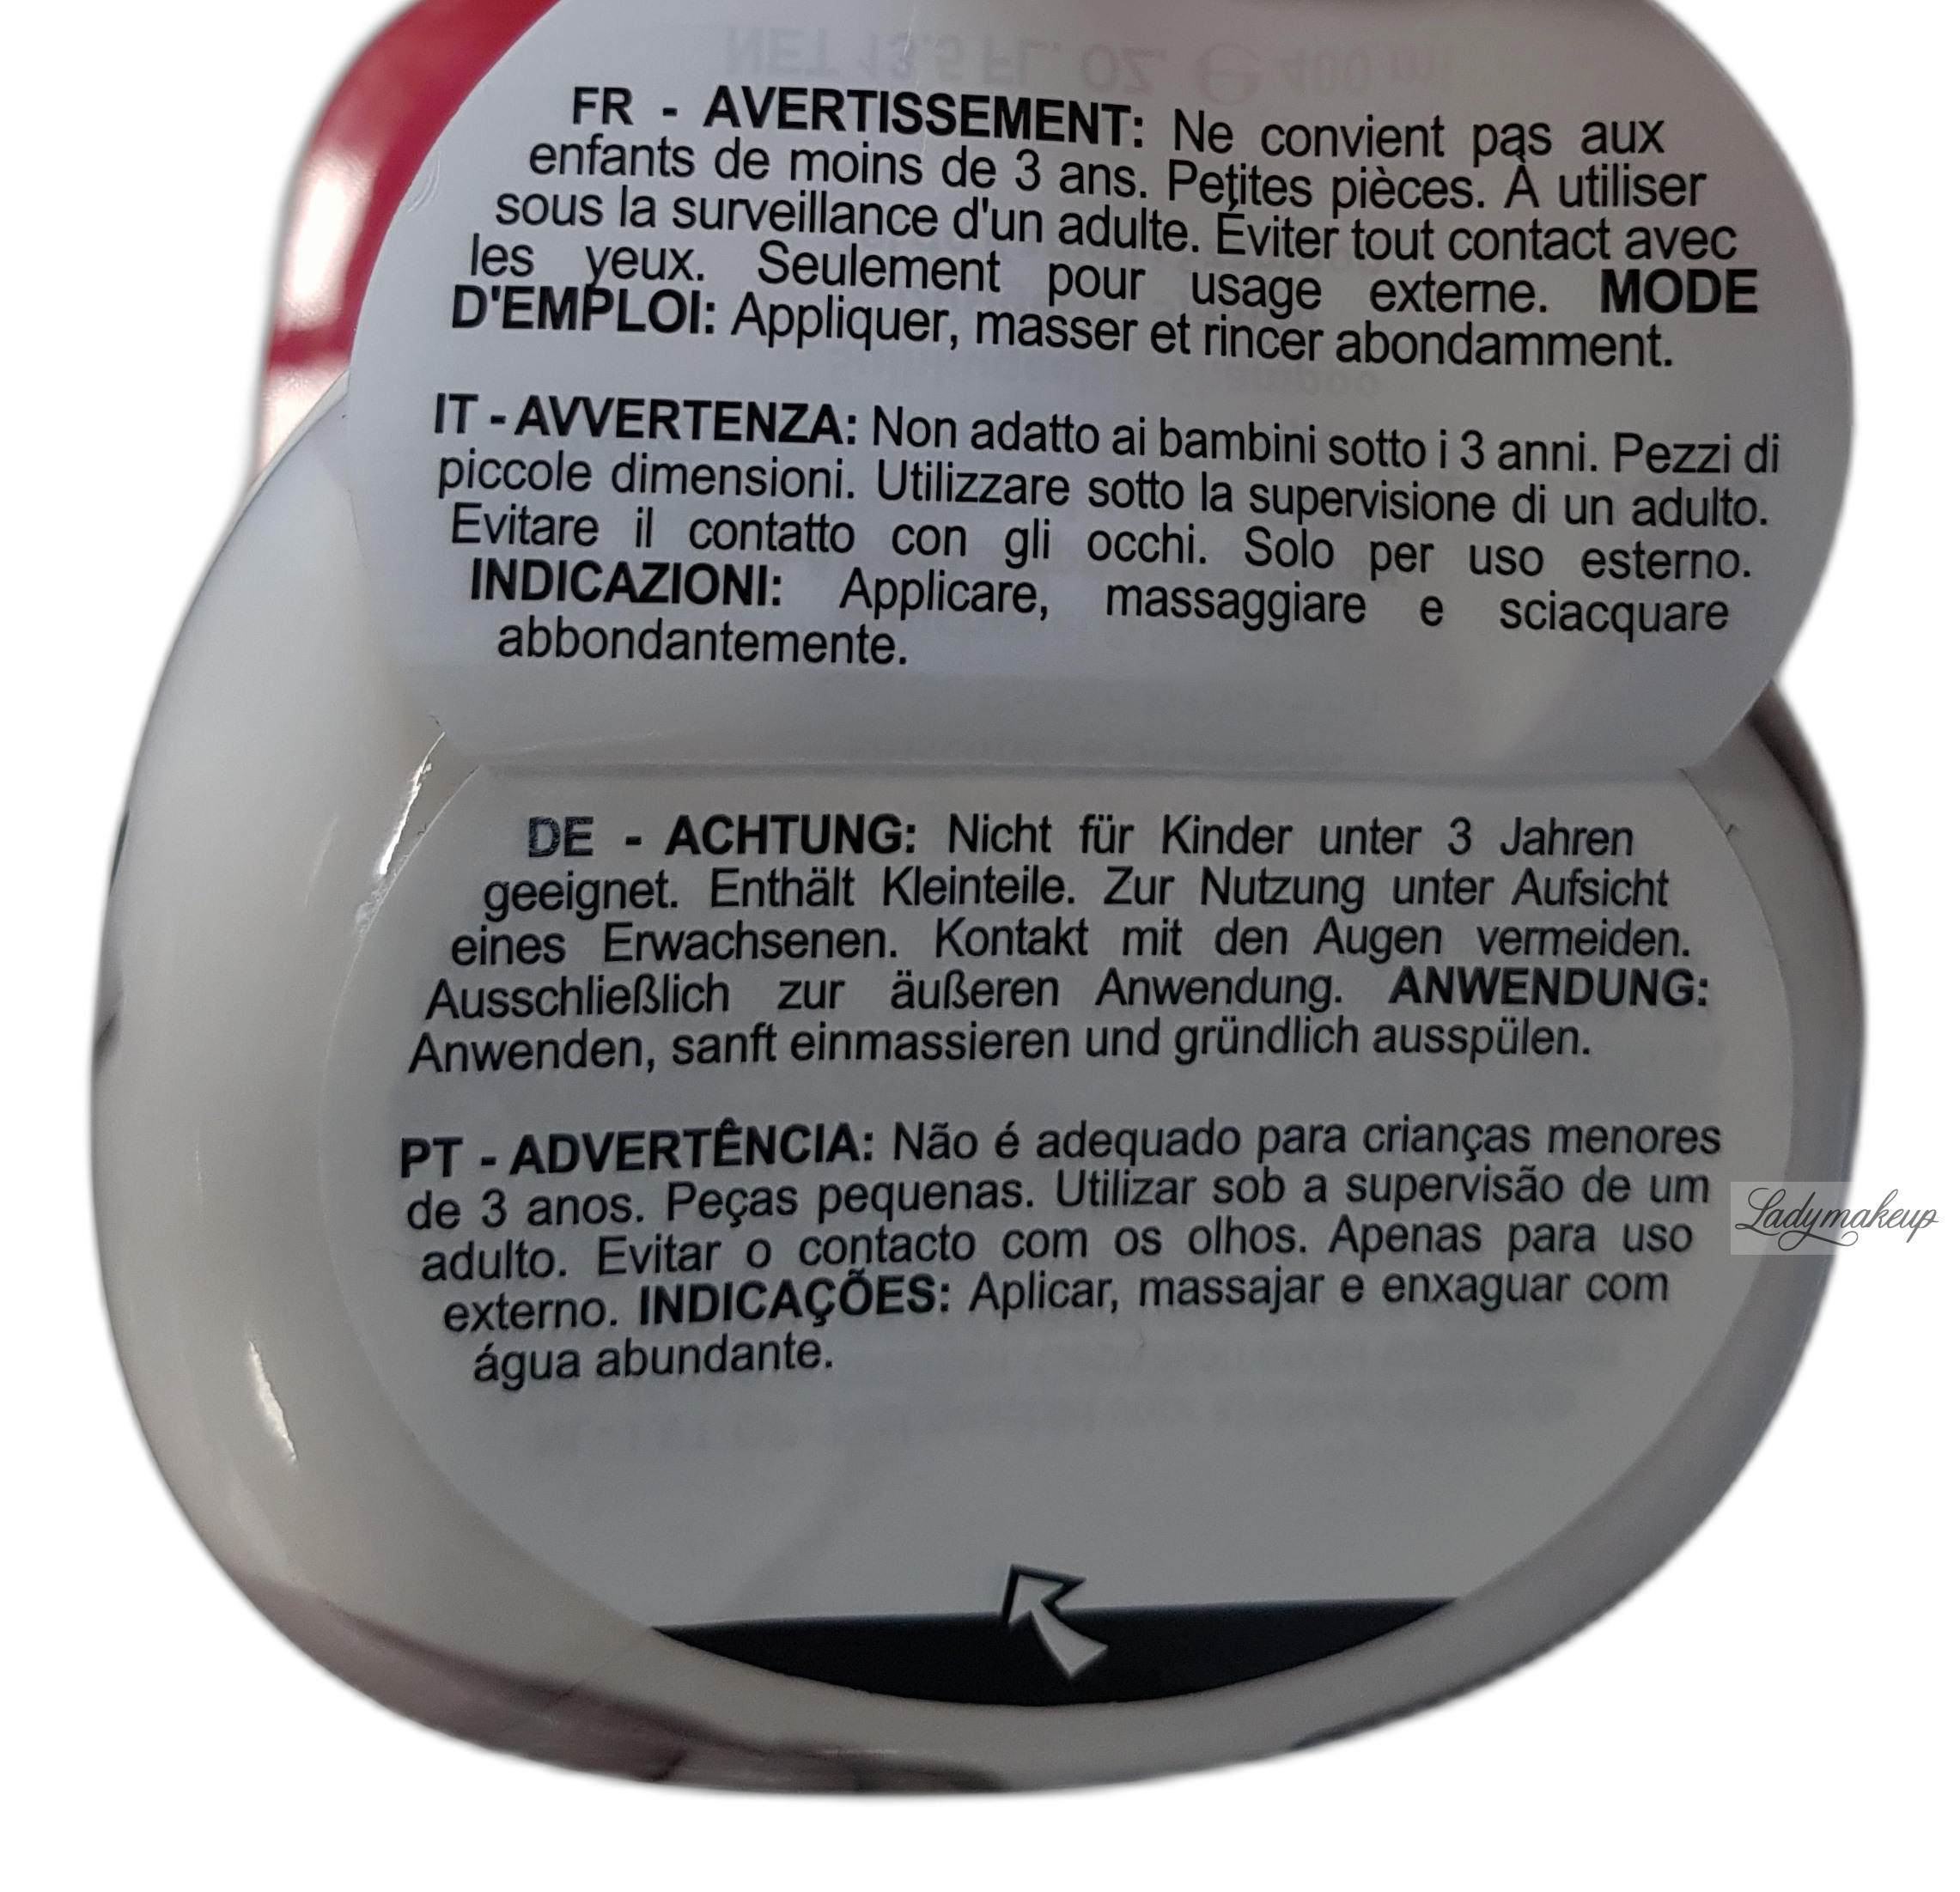 NET 13.5 FL. OZ. ℮ 400 ml
FR - AVERTISSEMENT: Ne convient pas aux
enfants de moins de 3 ans. Petites pièces. À utiliser
sous la surveillance d'un adulte. Éviter tout contact avec
les yeux. Seulement pour usage externe. MODE
D'EMPLOI: Appliquer, masser et rincer abondamment.
IT - AVVERTENZA: Non adatto ai bambini sotto i 3 anni. Pezzi di
piccole dimensioni. Utilizzare sotto la supervisione di un adulto.
Evitare il contatto con gli occhi. Solo per uso esterno.
INDICAZIONI: Applicare, massaggiare e sciacquare
abbondantemente.
DE - ACHTUNG: Nicht für Kinder unter 3 Jahren
geeignet. Enthält Kleinteile. Zur Nutzung unter Aufsicht
eines Erwachsenen. Kontakt mit den Augen vermeiden.
Ausschließlich zur äußeren Anwendung. ANWENDUNG:
Anwenden, sanft einmassieren und gründlich ausspülen.
PT - ADVERTÊNCIA: Não é adequado para crianças menores
de 3 anos. Peças pequenas. Utilizar sob a supervisão de um
adulto. Evitar o contacto com os olhos. Apenas para uso
externo. INDICAÇÕES: Aplicar, massajar e enxaguar com
água abundante.
Ladymakeup